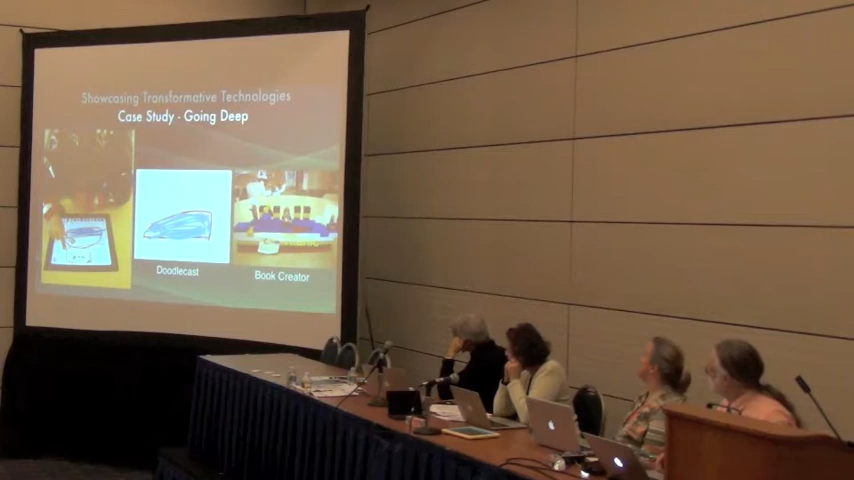 Showcasing Transformative Technologies
Case Study - Going Deep
Doodlecast
Book Creator